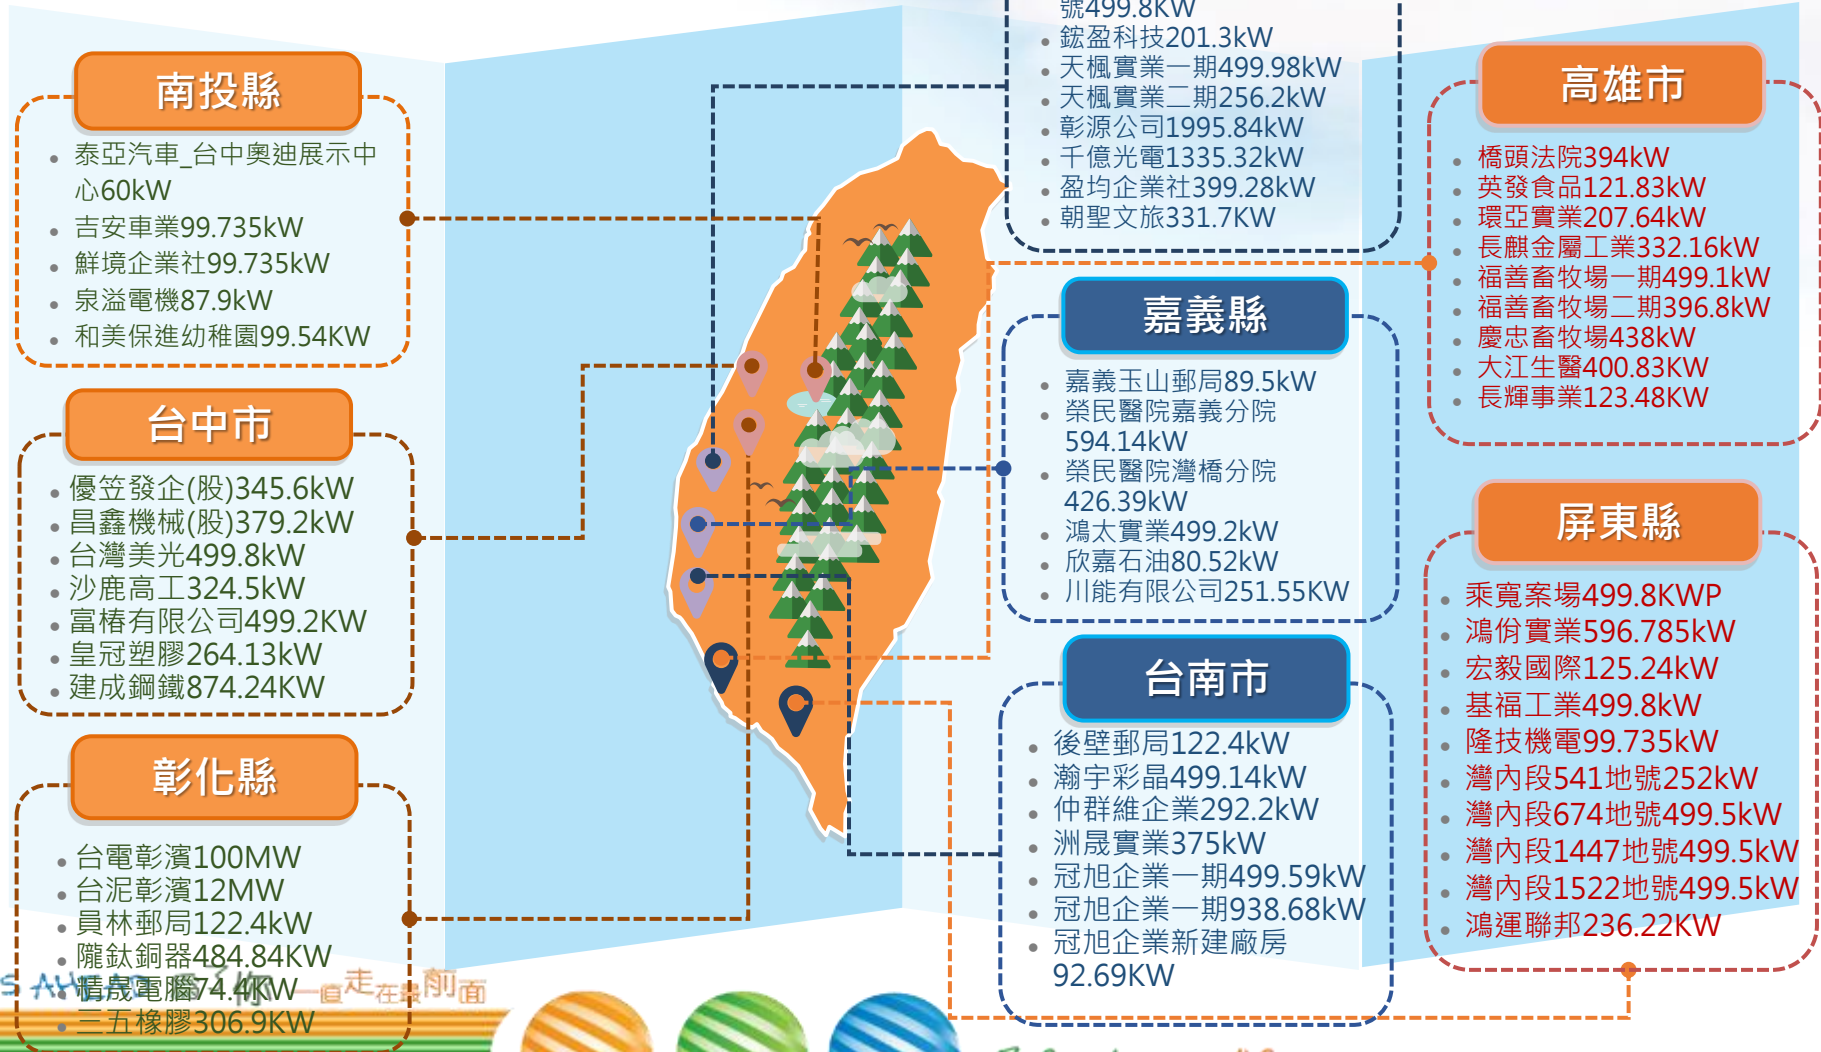 南投縣
泰亞汽車_台中奧迪展示中
心60kW
吉安車業99.735kW
鮮境企業社99.735kW
泉溢電機87.9kW
和美保進幼稚園99.54KW
台中市
優笠發企(股)345.6kW
昌鑫機械(股)379.2kW
台灣美光499.8kW
沙鹿高工324.5kW
富椿有限公司499.2KW
皇冠塑膠264.13kW
建成鋼鐵874.24KW
彰化縣
台電彰濱100MW
台泥彰濱12MW
員林郵局122.4kW
隴鈦銅器484.84KW
精晟電腦74.4KW
三五橡膠306.9KW
S AHEAD
你 一直走在最前面
號499.8KW
鋐盈科技201.3kW
天楓實業一期499.98kW
天楓實業二期256.2kW
彰源公司1995.84kW
千億光電1335.32kW
盈均企業社399.28kW
朝聖文旅331.7KW
嘉義縣
嘉義玉山郵局89.5kW
榮民醫院嘉義分院
594.14kW
榮民醫院灣橋分院
426.39kW
鴻太實業499.2kW
欣嘉石油80.52kW
川能有限公司251.55KW
台南市
後壁郵局122.4kW
瀚宇彩晶499.14kW
仲群維企業292.2kW
洲晟實業375kW
冠旭企業一期499.59kW
冠旭企業一期938.68kW
冠旭企業新建廠房
92.69KW
高雄市
橋頭法院394kW
英發食品121.83kW
環亞實業207.64kW
長麒金屬工業332.16kW
福善畜牧場一期499.1kW
福善畜牧場二期396.8kW
慶忠畜牧場438kW
大江生醫400.83KW
長輝事業123.48KW
屏東縣
乘寬案場499.8KWP
鴻佾實業596.785kW
宏毅國際125.24kW
基福工業499.8kW
隆技機電99.735kW
灣內段541地號252kW
灣內段674地號499.5kW
灣內段1447地號499.5kW
灣內段1522地號499.5kW
鴻運聯邦236.22KW